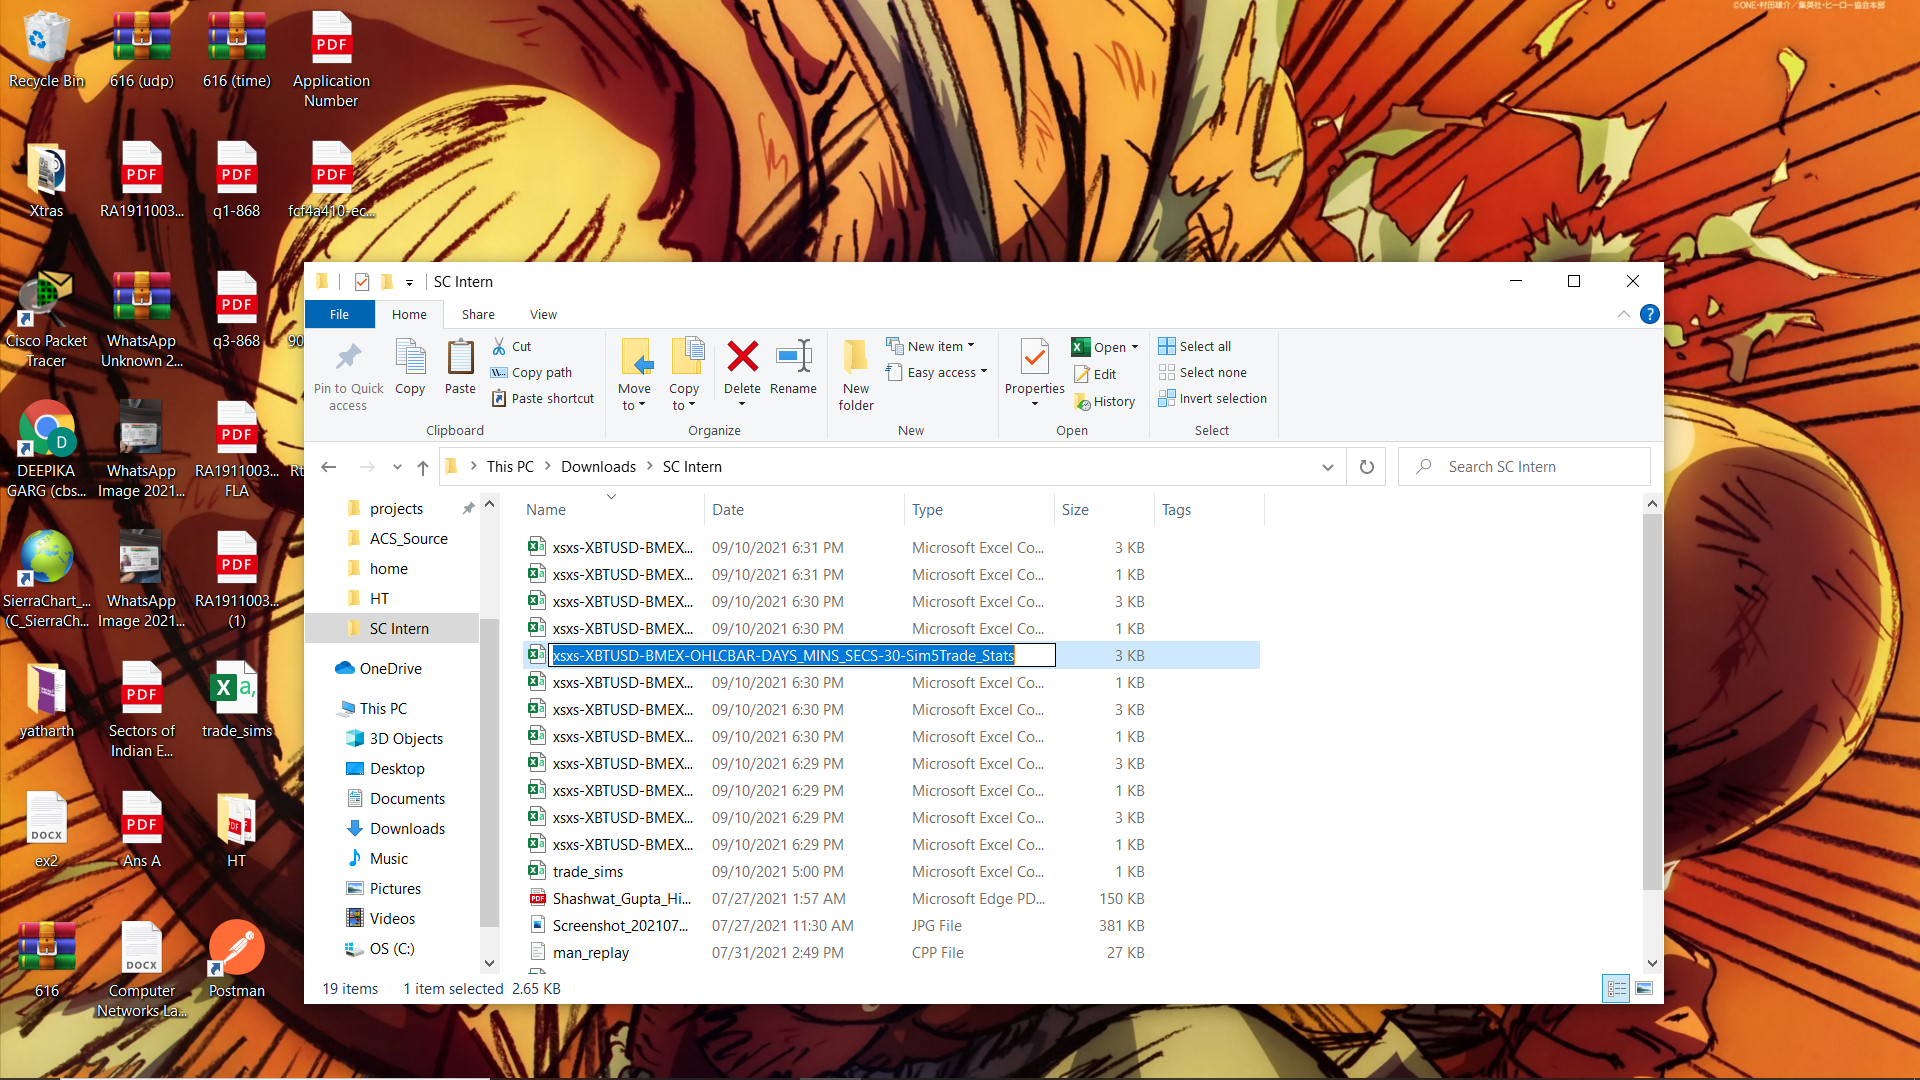 ©ONE・村田雄介／集英社・ヒーロー協会本部
Recycle Bin
616 (udp)
616 (time)
Application
Number
Xtras
RA1911003...
q1-868
fcf4a410-ec...
Cisco Packet
Tracer
WhatsApp
Unknown 2...
q3-868
90
DEEPIKA
GARG (cbs...
WhatsApp
Image 2021...
RA1911003...
FLA
Rt
SierraChart_...
(C_SierraCh...
WhatsApp
Image 2021...
RA1911003...
(1)
yatharth
Sectors of
Indian E...
trade_sims
ex2
Ans A
HT
616
Computer
Networks La...
Postman
SC Intern
File
Home
Share
View
Pin to Quick
access
Copy
Paste
Cut
Copy path
Paste shortcut
Clipboard
Move
to
Copy
to
Delete
Rename
Organize
New
folder
New item
Easy access
New
Properties
Open
Edit
History
Open
Select all
Select none
Invert selection
Select
This PC
Downloads
SC Intern
Search SC Intern
projects
ACS_Source
home
HT
SC Intern
OneDrive
This PC
3D Objects
Desktop
Documents
Downloads
Music
Pictures
Videos
OS (C:)
Name Date Type Size Tags
xsxs-XBTUSD-BMEX... 09/10/2021 6:31 PM Microsoft Excel Co... 3 KB
xsxs-XBTUSD-BMEX... 09/10/2021 6:31 PM Microsoft Excel Co... 1 KB
xsxs-XBTUSD-BMEX... 09/10/2021 6:30 PM Microsoft Excel Co... 3 KB
xsxs-XBTUSD-BMEX... 09/10/2021 6:30 PM Microsoft Excel Co... 1 KB
xsxs-XBTUSD-BMEX-OHLCBAR-DAYS_MINS_SECS-30-Sim5Trade_Stats 3 KB
xsxs-XBTUSD-BMEX... 09/10/2021 6:30 PM Microsoft Excel Co... 1 KB
xsxs-XBTUSD-BMEX... 09/10/2021 6:30 PM Microsoft Excel Co... 3 KB
xsxs-XBTUSD-BMEX... 09/10/2021 6:30 PM Microsoft Excel Co... 1 KB
xsxs-XBTUSD-BMEX... 09/10/2021 6:29 PM Microsoft Excel Co... 3 KB
xsxs-XBTUSD-BMEX... 09/10/2021 6:29 PM Microsoft Excel Co... 1 KB
xsxs-XBTUSD-BMEX... 09/10/2021 6:29 PM Microsoft Excel Co... 3 KB
xsxs-XBTUSD-BMEX... 09/10/2021 6:29 PM Microsoft Excel Co... 1 KB
trade_sims 09/10/2021 5:00 PM Microsoft Excel Co... 1 KB
Shashwat_Gupta_Hi... 07/27/2021 1:57 AM Microsoft Edge PD... 150 KB
Screenshot_202107... 07/27/2021 11:30 AM JPG File 381 KB
man_replay 07/31/2021 2:49 PM CPP File 27 KB
19 items 1 item selected 2.65 KB